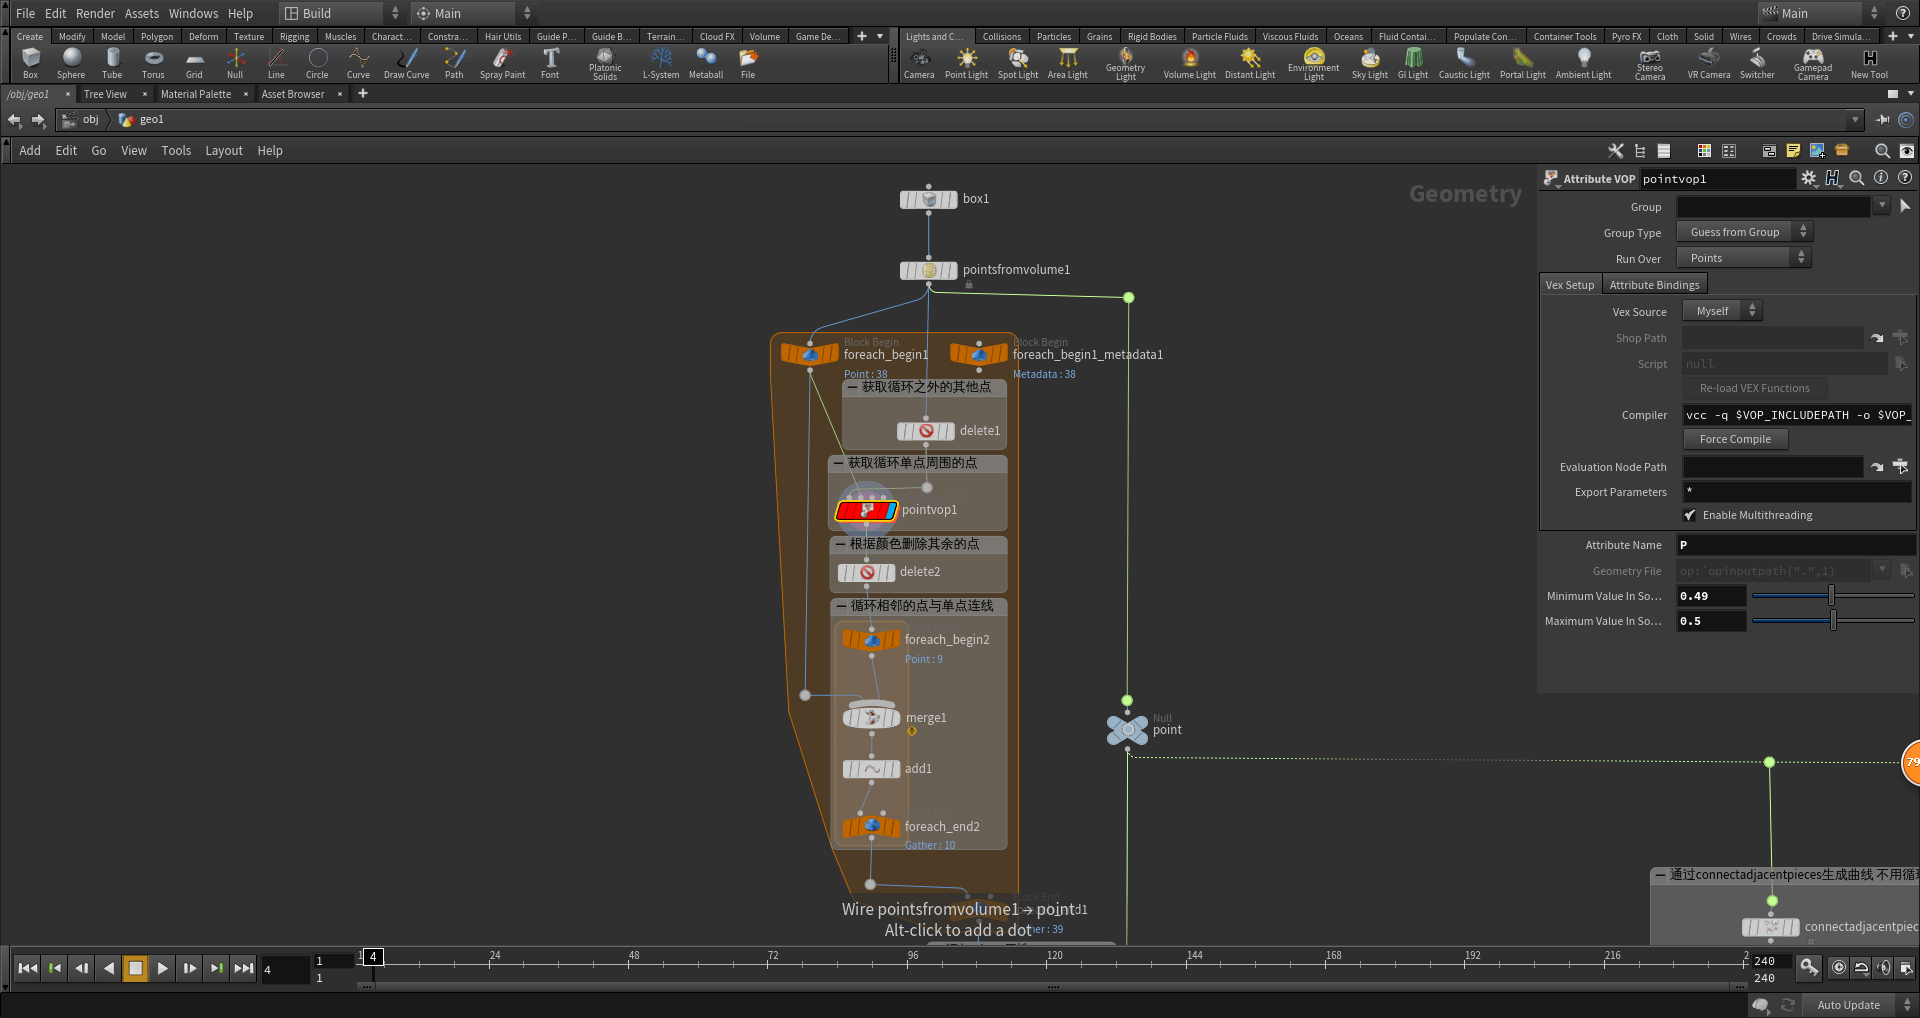 File Edit Render Assets Windows Help Build Main Main
Create Modify Model Polygon Deform Texture Rigging Muscles Charact... Constra... Hair Utils Guide P... Guide B... Terrain... Cloud FX Volume Game De...
Lights and C... Collisions Particles Grains Rigid Bodies Particle Fluids Viscous Fluids Oceans Fluid Contai... Populate Con... Container Tools Pyro FX Cloth Solid Wires Crowds Drive Simula...
Box Sphere Tube Torus Grid Null Line Circle Curve Draw Curve Path Spray Paint Font Platonic Solids L-System Metaball File
Camera Point Light Spot Light Area Light Geometry Light Volume Light Distant Light Environment Light Sky Light GI Light Caustic Light Portal Light Ambient Light Stereo Camera VR Camera Switcher Gamepad Camera New Tool
/obj/geo1 Tree View Material Palette Asset Browser
obj geo1
Add Edit Go View Tools Layout Help
Geometry
box1
pointsfromvolume1
Block Begin
foreach_begin1
Point : 38
Block Begin
foreach_begin1_metadata1
Metadata : 38
获取循环之外的其他点
delete1
获取循环单点周围的点
pointvop1
根据颜色删除其余的点
delete2
循环相邻的点与单点连线
foreach_begin2
Point : 9
merge1
add1
foreach_end2
Gather : 10
Null
point
Wire pointsfromvolume1 → point
Alt-click to add a dot
通过connectadjacentpieces生成曲线 不用循
connectadjacentpiec
79
Attribute VOP pointvop1
Group
Group Type Guess from Group
Run Over Points
Vex Setup Attribute Bindings
Vex Source Myself
Shop Path
Script null
Re-load VEX Functions
Compiler vcc -q $VOP_INCLUDEPATH -o $VOP_
Force Compile
Evaluation Node Path
Export Parameters *
Enable Multithreading
Attribute Name P
Geometry File op:`opinputpath(".",1)
Minimum Value In So... 0.49
Maximum Value In So... 0.5
4 1 1 1 4 24 48 72 96 120 144 168 192 216 2 240 240
Auto Update